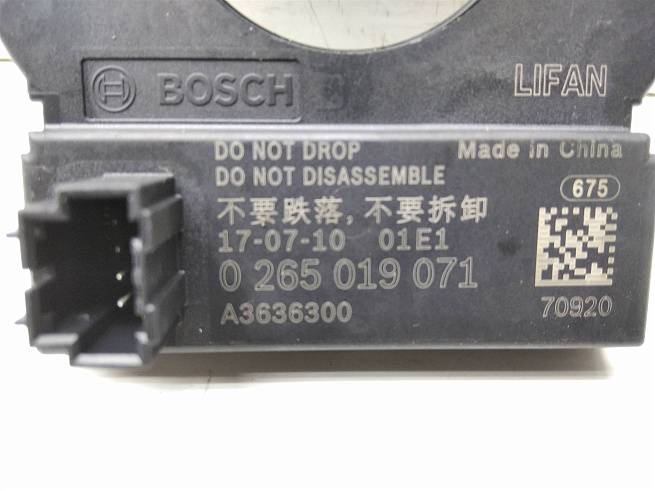 BOSCH
LIFAN
DO NOT DROP
Made in China
DO NOT DISASSEMBLE
675
不要跌落, 不要拆卸
17-07-10 01E1
0 265 019 071
A3636300
70920